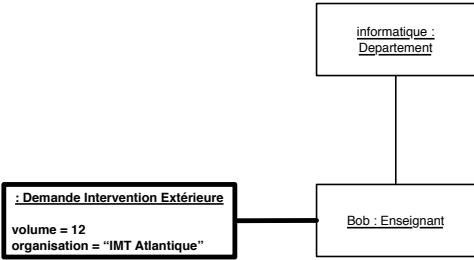 informatique :
Departement
: Demande Intervention Extérieure
volume = 12
organisation = “IMT Atlantique”
Bob : Enseignant